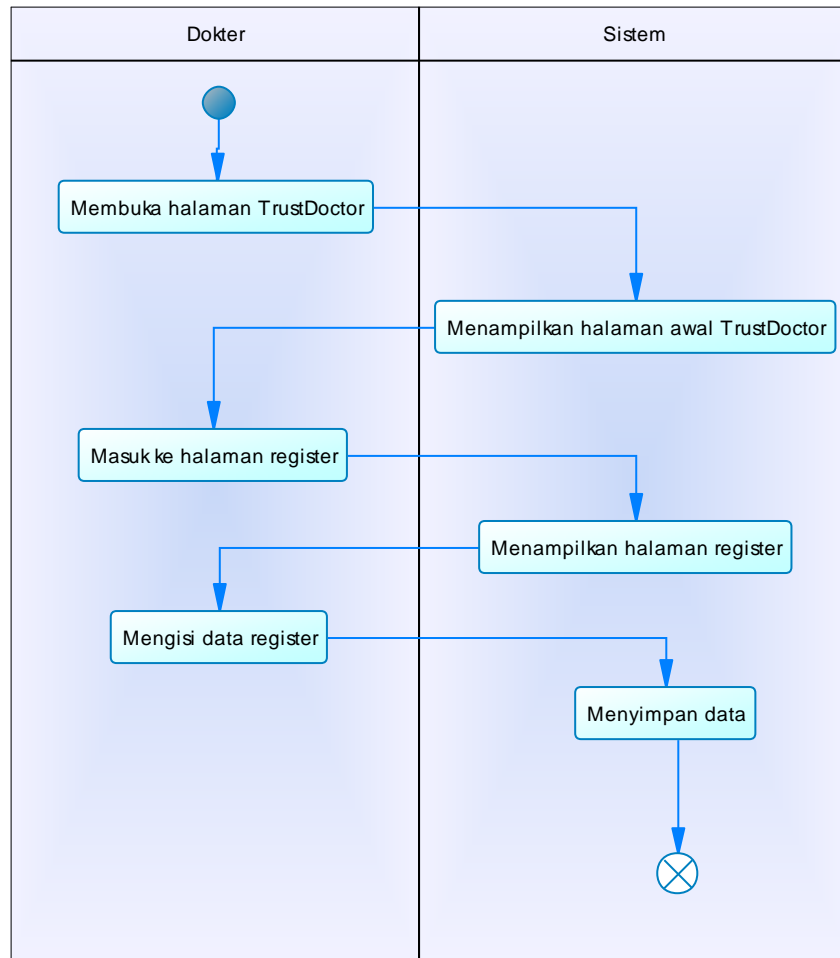 Dokter
Sistem
Membuka halaman TrustDoctor
Menampilkan halaman awal TrustDoctor
Masuk ke halaman register
Menampilkan halaman register
Mengisi data register
Menyimpan data